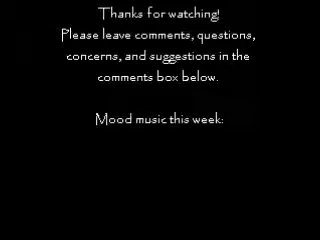 Thanks for watching!
Please leave comments, questions,
concerns, and suggestions in the
comments box below.
Mood music this week: